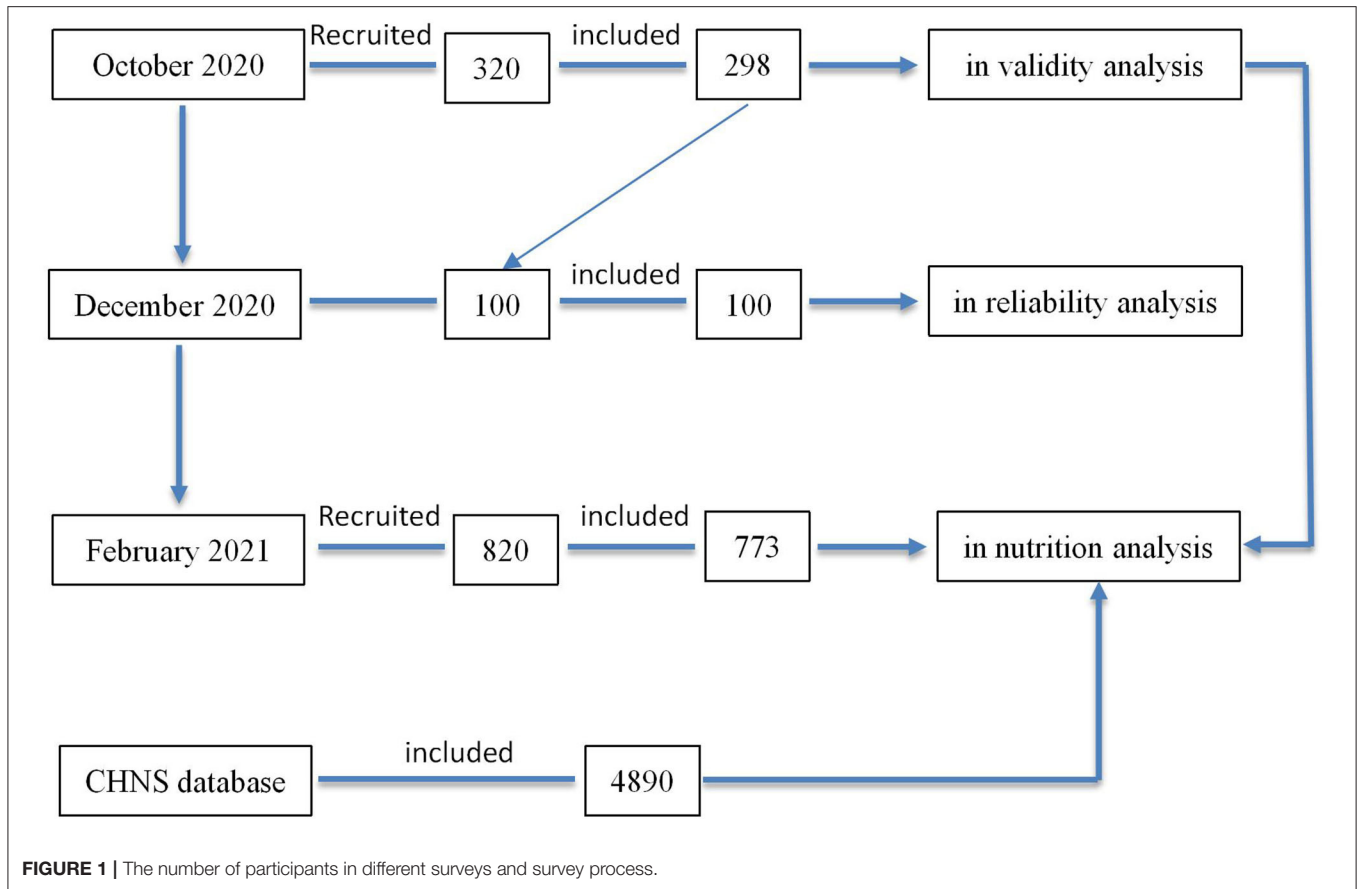 October 2020
Recruited
320
included
298
in validity analysis
December 2020
100
included
100
in reliability analysis
February 2021
Recruited
820
included
773
in nutrition analysis
CHNS database
included
4890
FIGURE 1 | The number of participants in different surveys and survey process.